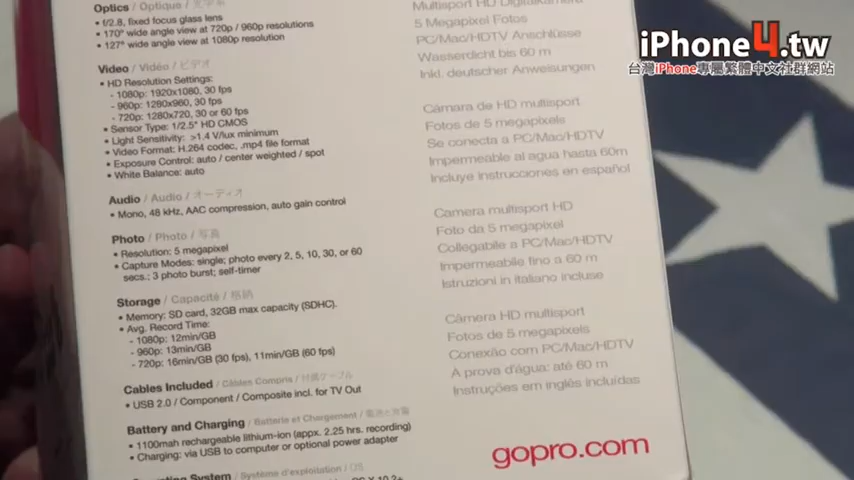 Optics / Optique / 光学系
• f/2.8, fixed focus glass lens
• 170° wide angle view at 720p / 960p resolutions
• 127° wide angle view at 1080p resolution
Video / Vidéo / ビデオ
• HD Resolution Settings:
- 1080p: 1920x1080, 30 fps
- 960p: 1280x960, 30 fps
- 720p: 1280x720, 30 or 60 fps
• Sensor Type: 1/2.5" HD CMOS
• Light Sensitivity: >1.4 V/lux minimum
• Video Format: H.264 codec, .mp4 file format
• Exposure Control: auto / center weighted / spot
• White Balance: auto
Audio / Audio / オーディオ
• Mono, 48 kHz, AAC compression, auto gain control
Photo / Photo / 写真
• Resolution: 5 megapixel
• Capture Modes: single; photo every 2, 5, 10, 30, or 60
secs.; 3 photo burst; self-timer
Storage / Capacité / 格納
• Memory: SD card, 32GB max capacity (SDHC).
• Avg. Record Time:
- 1080p: 12min/GB
- 960p: 13min/GB
- 720p: 16min/GB (30 fps), 11min/GB (60 fps)
Cables Included / Câbles Compris / 付属ケーブル
• USB 2.0 / Component / Composite incl. for TV Out
Battery and Charging / Batterie et Chargement /
• 1100mah rechargeable lithium-ion (appx. 2.25 hrs. recording)
• Charging: via USB to computer or optional power adapter
Operating System / Système d'exploitation / OS
Multisport HD Digitalkamera
5 Megapixel Fotos
PC/Mac/HDTV Anschlüsse
Wasserdicht bis 60 m
Inkl. deutscher Anweisungen
Câmara de HD multisport
Fotos de 5 megapíxels
Se conecta a PC/Mac/HDTV
Impermeable al agua hasta 60m
Incluye instrucciones en español
Camera multisport HD
Foto da 5 megapixel
Collegabile a PC/Mac/HDTV
Impermeabile fino a 60 m
Istruzioni in italiano incluse
Câmera HD multisport
Fotos de 5 megapixels
Conexão com PC/Mac/HDTV
A prova d'água: até 60 m
Instruções em inglês incluídas
gopro.com
iPhone4.tw
台灣iPhone專屬繁體中文社群網站